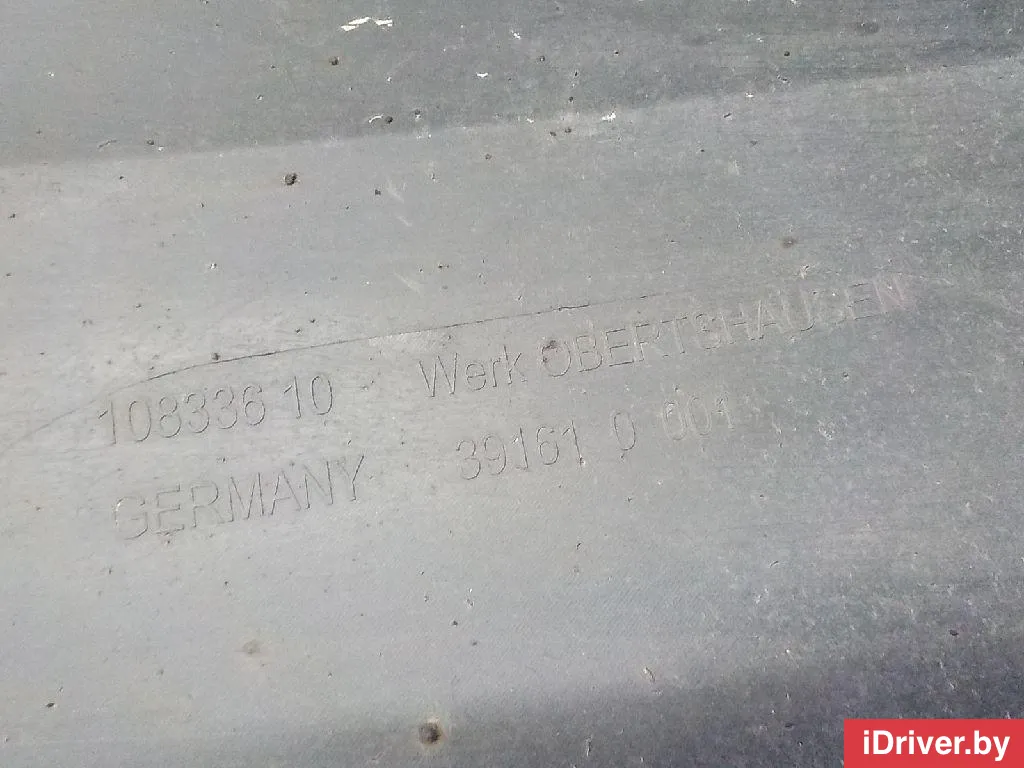 108336 10 Werk OBERTSHAUSEN
GERMANY 39161 0 001
iDriver.by